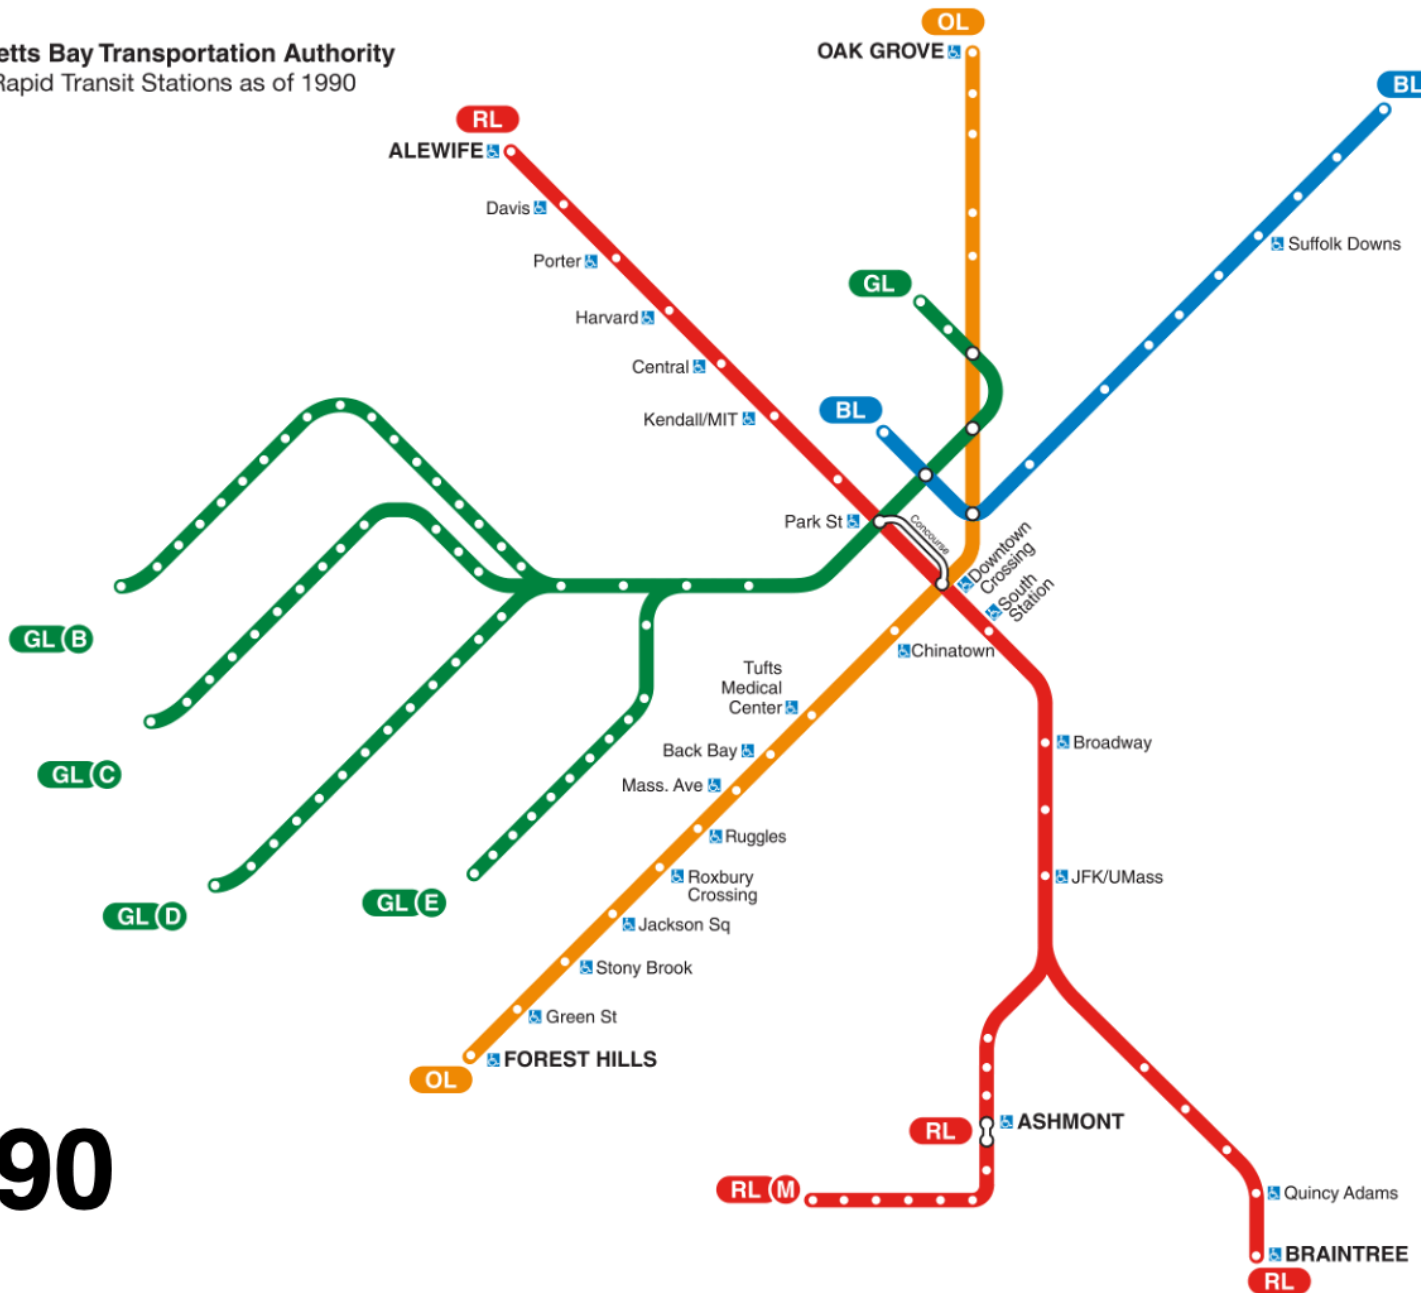 etts Bay Transportation Authority
Rapid Transit Stations as of 1990
OL
OAK GROVE
BL
RL
ALEWIFE
Davis
Porter
Harvard
Central
Kendall/MIT
Suffolk Downs
GL
BL
Park St
Concourse
Downtown
Crossing
South
Station
Chinatown
GL B
Tufts
Medical
Center
Broadway
Back Bay
GL C
Mass. Ave
Ruggles
Roxbury
Crossing
JFK/UMass
GL D
GL E
Jackson Sq
Stony Brook
Green St
FOREST HILLS
OL
90
RL
ASHMONT
RL M
Quincy Adams
BRAINTREE
RL